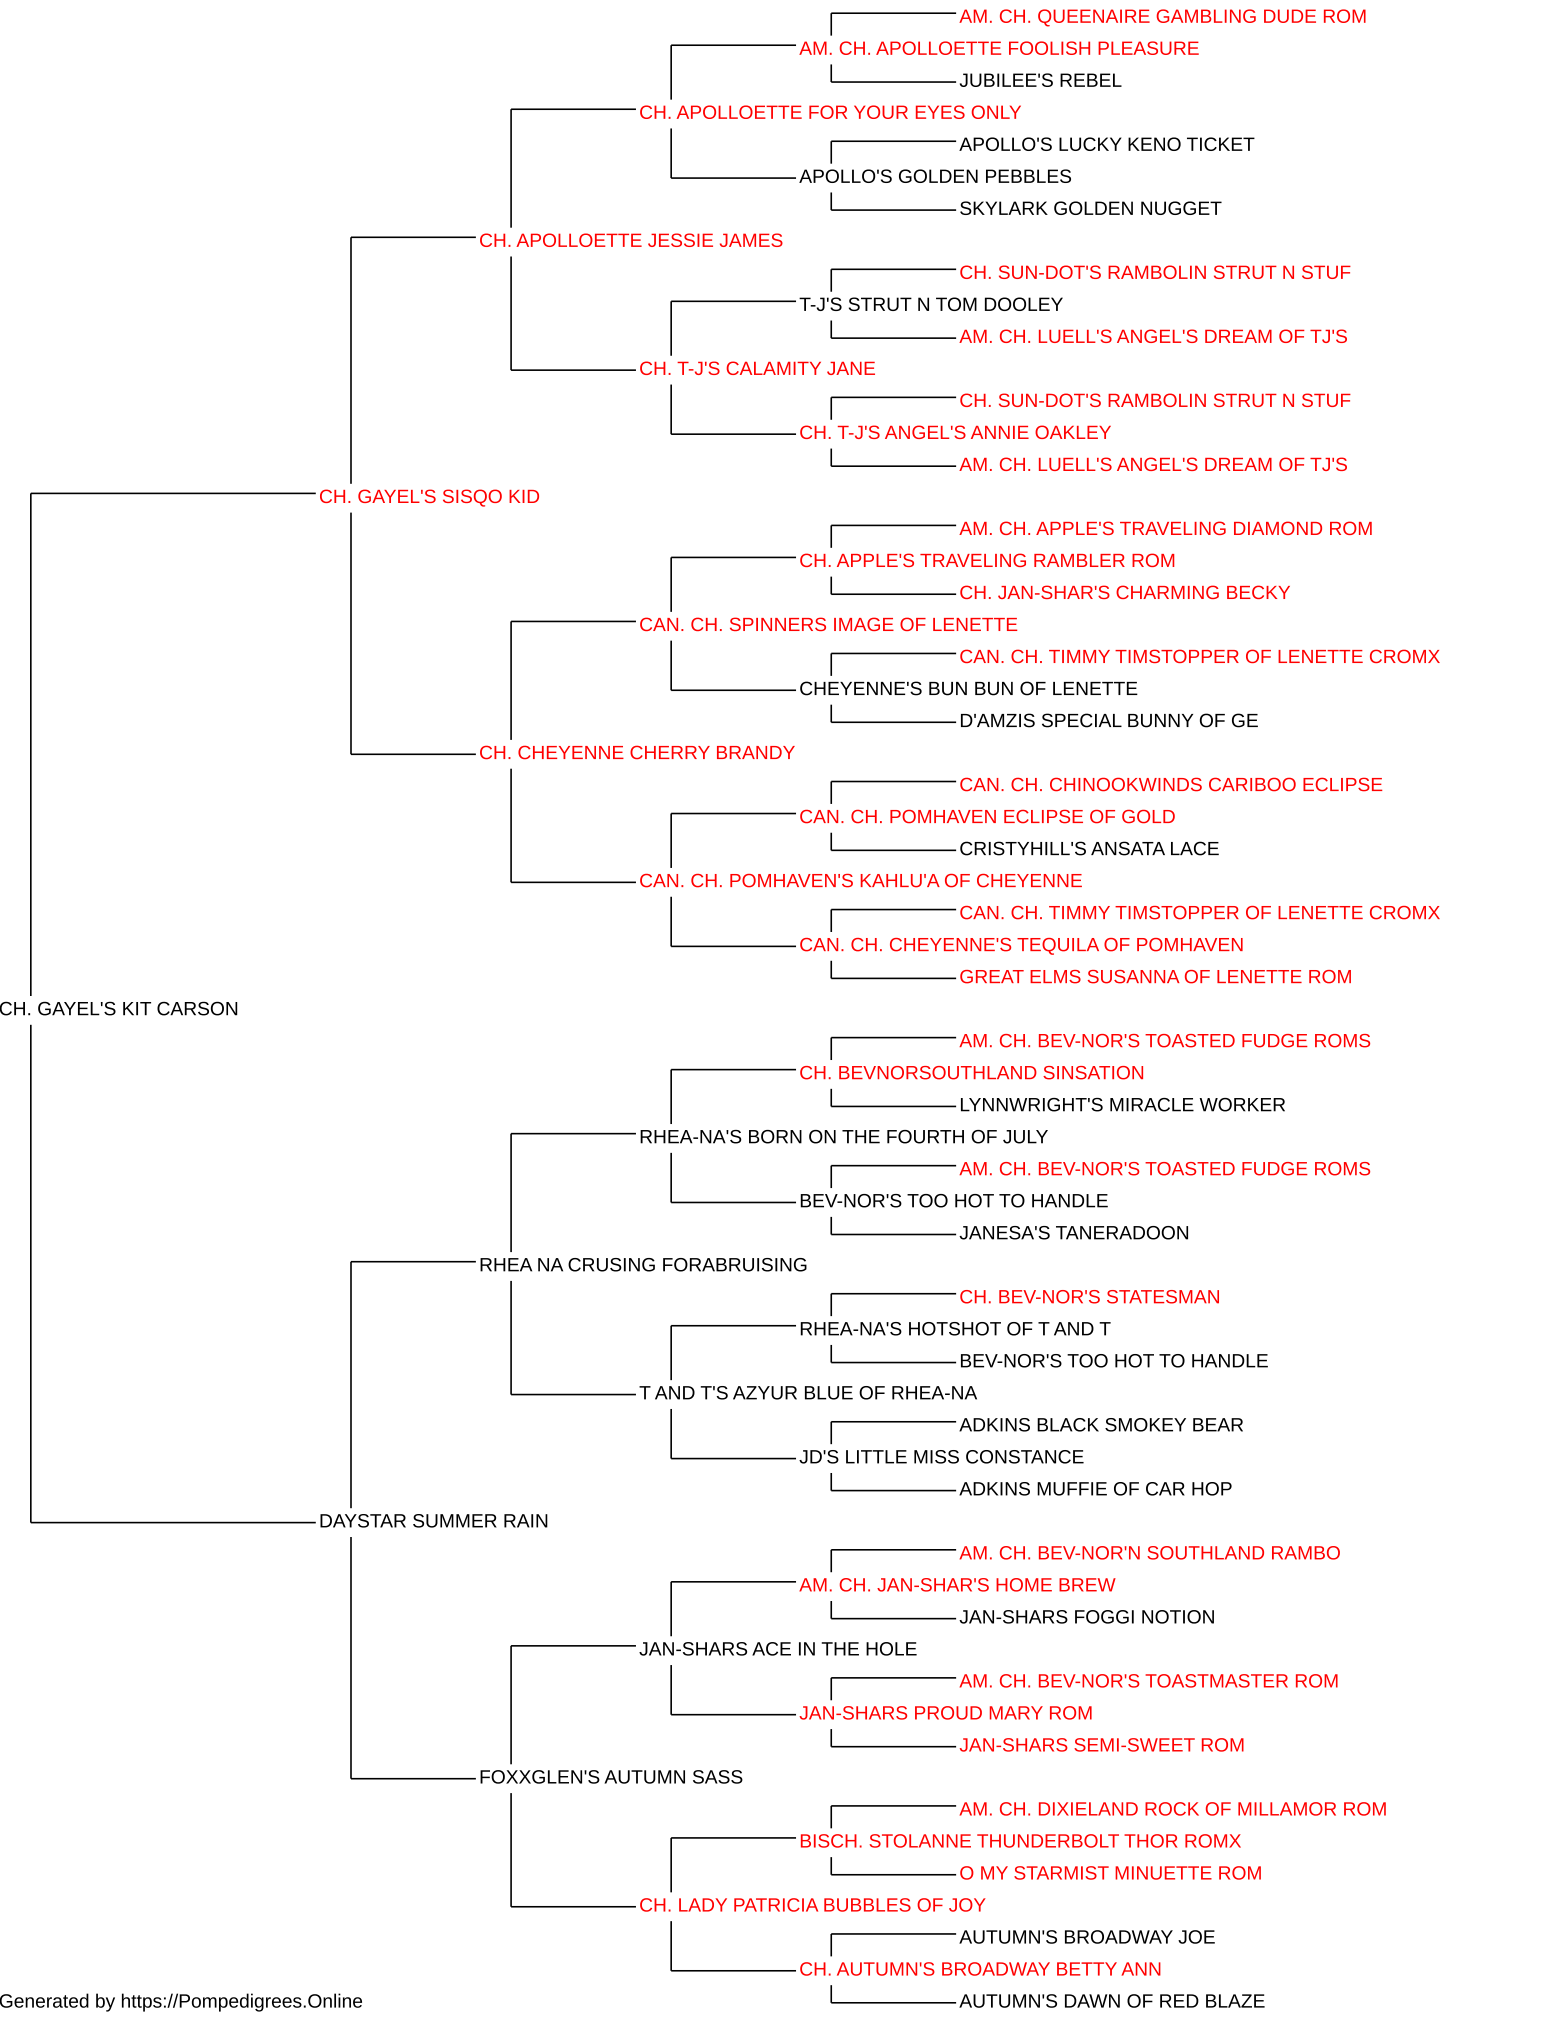 AM. CH. QUEENAIRE GAMBLING DUDE ROM
AM. CH. APOLLOETTE FOOLISH PLEASURE
JUBILEE'S REBEL
CH. APOLLOETTE FOR YOUR EYES ONLY
APOLLO'S LUCKY KENO TICKET
APOLLO'S GOLDEN PEBBLES
SKYLARK GOLDEN NUGGET
CH. APOLLOETTE JESSIE JAMES
CH. SUN-DOT'S RAMBOLIN STRUT N STUF
T-J'S STRUT N TOM DOOLEY
AM. CH. LUELL'S ANGEL'S DREAM OF TJ'S
CH. T-J'S CALAMITY JANE
CH. SUN-DOT'S RAMBOLIN STRUT N STUF
CH. T-J'S ANGEL'S ANNIE OAKLEY
AM. CH. LUELL'S ANGEL'S DREAM OF TJ'S
CH. GAYEL'S SISQO KID
AM. CH. APPLE'S TRAVELING DIAMOND ROM
CH. APPLE'S TRAVELING RAMBLER ROM
CH. JAN-SHAR'S CHARMING BECKY
CAN. CH. SPINNERS IMAGE OF LENETTE
CAN. CH. TIMMY TIMSTOPPER OF LENETTE CROMX
CHEYENNE'S BUN BUN OF LENETTE
D'AMZIS SPECIAL BUNNY OF GE
CH. CHEYENNE CHERRY BRANDY
CAN. CH. CHINOOKWINDS CARIBOO ECLIPSE
CAN. CH. POMHAVEN ECLIPSE OF GOLD
CRISTYHILL'S ANSATA LACE
CAN. CH. POMHAVEN'S KAHLU'A OF CHEYENNE
CAN. CH. TIMMY TIMSTOPPER OF LENETTE CROMX
CAN. CH. CHEYENNE'S TEQUILA OF POMHAVEN
GREAT ELMS SUSANNA OF LENETTE ROM
CH. GAYEL'S KIT CARSON
AM. CH. BEV-NOR'S TOASTED FUDGE ROMS
CH. BEVNORSOUTHLAND SINSATION
LYNNWRIGHT'S MIRACLE WORKER
RHEA-NA'S BORN ON THE FOURTH OF JULY
AM. CH. BEV-NOR'S TOASTED FUDGE ROMS
BEV-NOR'S TOO HOT TO HANDLE
JANESA'S TANERADOON
RHEA NA CRUSING FORABRUISING
CH. BEV-NOR'S STATESMAN
RHEA-NA'S HOTSHOT OF T AND T
BEV-NOR'S TOO HOT TO HANDLE
T AND T'S AZYUR BLUE OF RHEA-NA
ADKINS BLACK SMOKEY BEAR
JD'S LITTLE MISS CONSTANCE
ADKINS MUFFIE OF CAR HOP
DAYSTAR SUMMER RAIN
AM. CH. BEV-NOR'N SOUTHLAND RAMBO
AM. CH. JAN-SHAR'S HOME BREW
JAN-SHARS FOGGI NOTION
JAN-SHARS ACE IN THE HOLE
AM. CH. BEV-NOR'S TOASTMASTER ROM
JAN-SHARS PROUD MARY ROM
JAN-SHARS SEMI-SWEET ROM
FOXXGLEN'S AUTUMN SASS
AM. CH. DIXIELAND ROCK OF MILLAMOR ROM
BISCH. STOLANNE THUNDERBOLT THOR ROMX
O MY STARMIST MINUETTE ROM
CH. LADY PATRICIA BUBBLES OF JOY
AUTUMN'S BROADWAY JOE
CH. AUTUMN'S BROADWAY BETTY ANN
AUTUMN'S DAWN OF RED BLAZE
Generated by https://Pompedigrees.Online